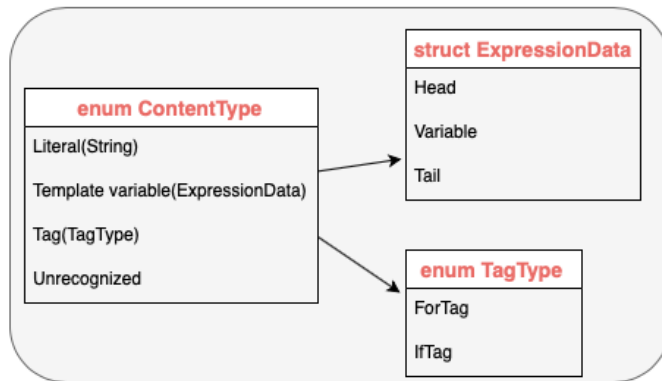 enum ContentType
Literal(String)
Template variable(ExpressionData)
Tag(TagType)
Unrecognized
struct ExpressionData
Head
Variable
Tail
enum TagType
ForTag
IfTag